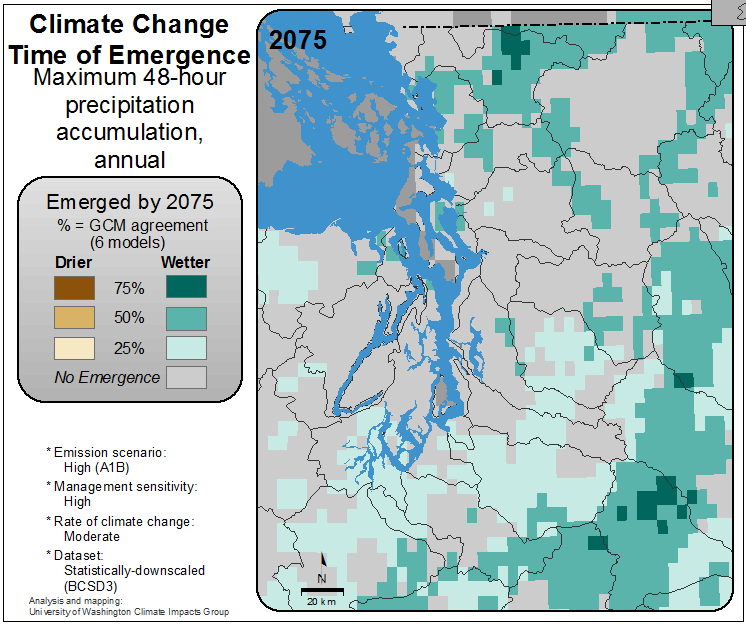 Climate Change
Time of Emergence
Maximum 48-hour
precipitation
accumulation,
annual
Emerged by 2075
% = GCM agreement
(6 models)
Drier Wetter
75%
50%
25%
No Emergence
* Emission scenario:
High (A1B)
* Management sensitivity:
High
* Rate of climate change:
Moderate
* Dataset:
Statistically-downscaled
(BCSD3)
Analysis and mapping:
University of Washington Climate Impacts Group
2075
N
20 km